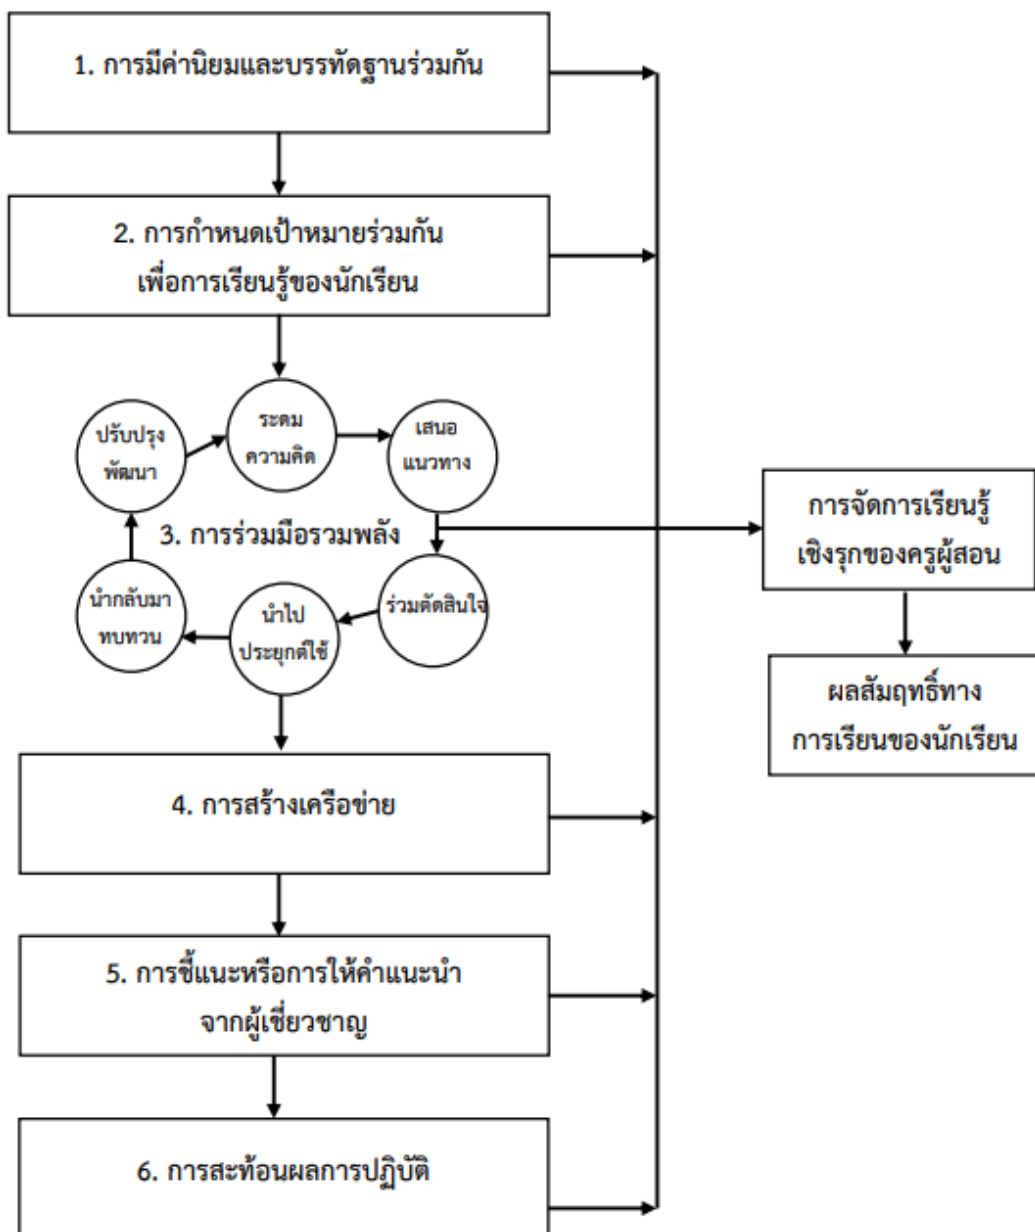 1. การมีค่านิยมและบรรทัดฐานร่วมกัน
2. การกำหนดเป้าหมายร่วมกัน
เพื่อการเรียนรู้ของนักเรียน
ระดม
ความคิด
เสนอ
แนวทาง
ปรับปรุง
พัฒนา
3. การร่วมมือรวมพลัง
ร่วมตัดสินใจ
นำไป
ประยุกต์ใช้
นำกลับมา
ทบทวน
4. การสร้างเครือข่าย
5. การชี้แนะหรือการให้คำแนะนำ
จากผู้เชี่ยวชาญ
6. การสะท้อนผลการปฏิบัติ
การจัดการเรียนรู้
เชิงรุกของครูผู้สอน
ผลสัมฤทธิ์ทาง
การเรียนของนักเรียน